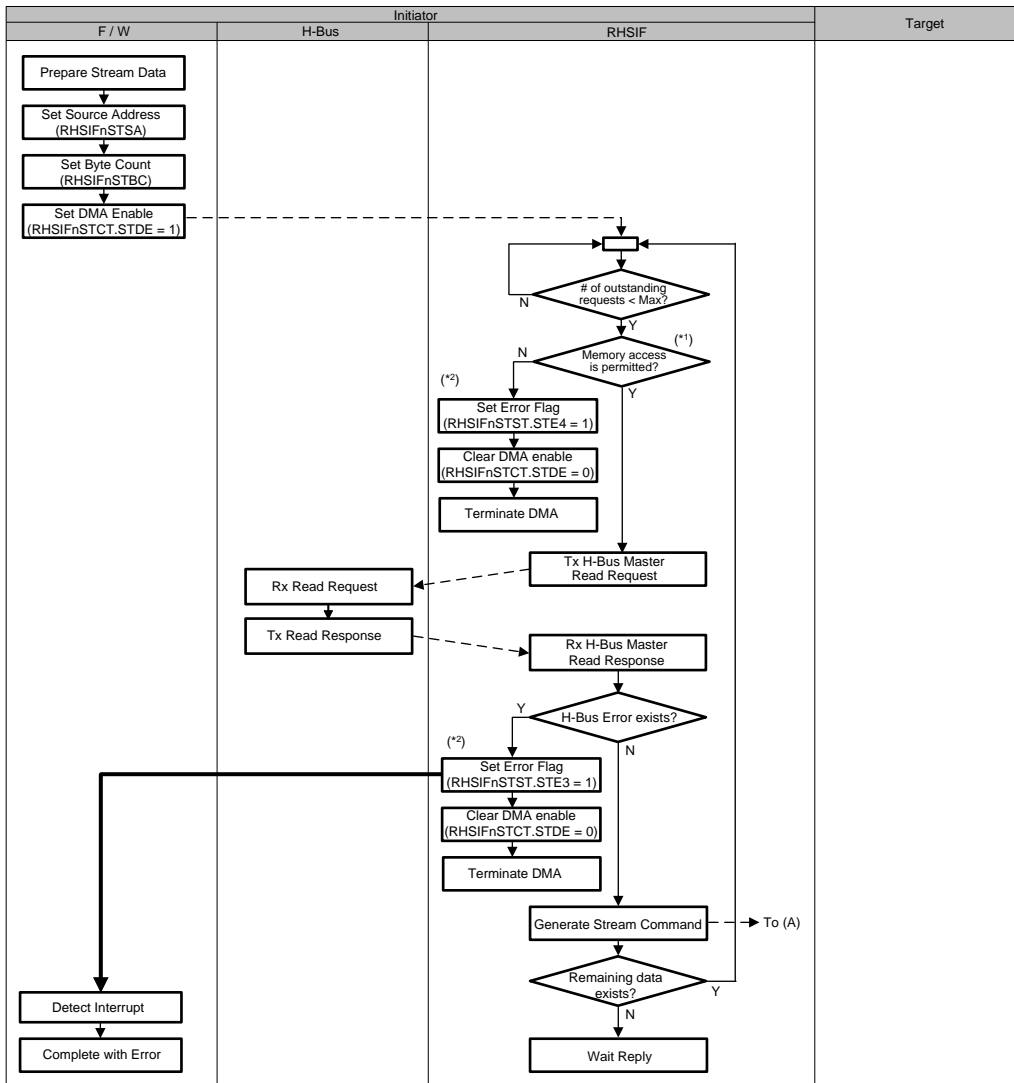 Initiator
Target
F / W
H-Bus
RHSIF
Prepare Stream Data
Set Source Address
(RHSIFnSTSA)
Set Byte Count
(RHSIFnSTBC)
Set DMA Enable
(RHSIFnSTCT.STDE = 1)
# of outstanding
requests < Max?
N
Y
(*1)
Memory access
is permitted?
N
Y
(*2)
Set Error Flag
(RHSIFnSTST.STE4 = 1)
Clear DMA enable
(RHSIFnSTCT.STDE = 0)
Terminate DMA
Tx H-Bus Master
Read Request
Rx Read Request
Tx Read Response
Rx H-Bus Master
Read Response
H-Bus Error exists?
Y
N
(*2)
Set Error Flag
(RHSIFnSTST.STE3 = 1)
Clear DMA enable
(RHSIFnSTCT.STDE = 0)
Terminate DMA
Generate Stream Command
To (A)
Remaining data
exists?
Y
N
Detect Interrupt
Complete with Error
Wait Reply